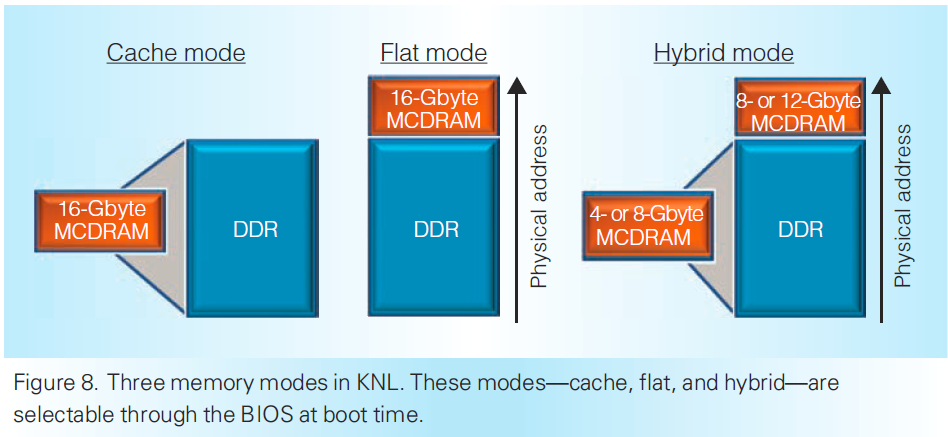 Cache mode
Flat mode
Hybrid mode
16-Gbyte
MCDRAM
DDR
16-Gbyte
MCDRAM
DDR
Physical address
8- or 12-Gbyte
MCDRAM
4- or 8-Gbyte
MCDRAM
DDR
Physical address
Figure 8. Three memory modes in KNL. These modes—cache, flat, and hybrid—are
selectable through the BIOS at boot time.